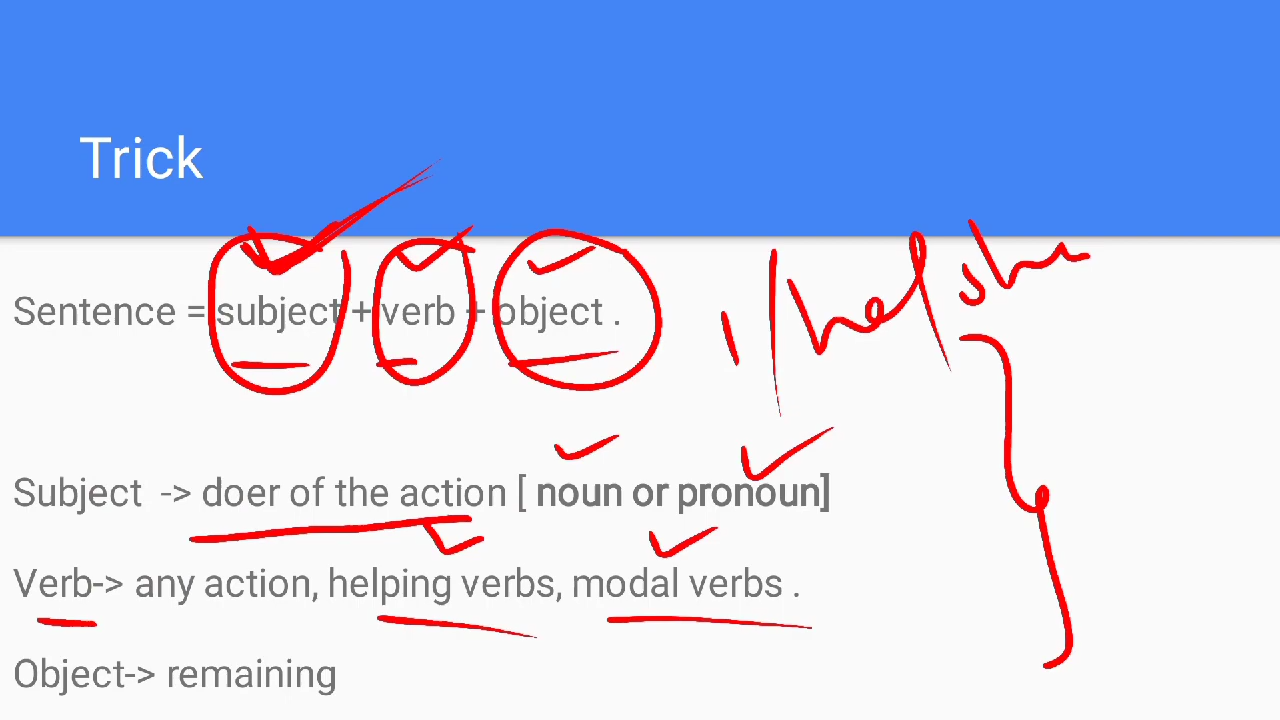 Trick
Sentence = subject + verb + object .
I / he / she
Subject -> doer of the action [ noun or pronoun]
Verb-> any action, helping verbs, modal verbs .
Object-> remaining